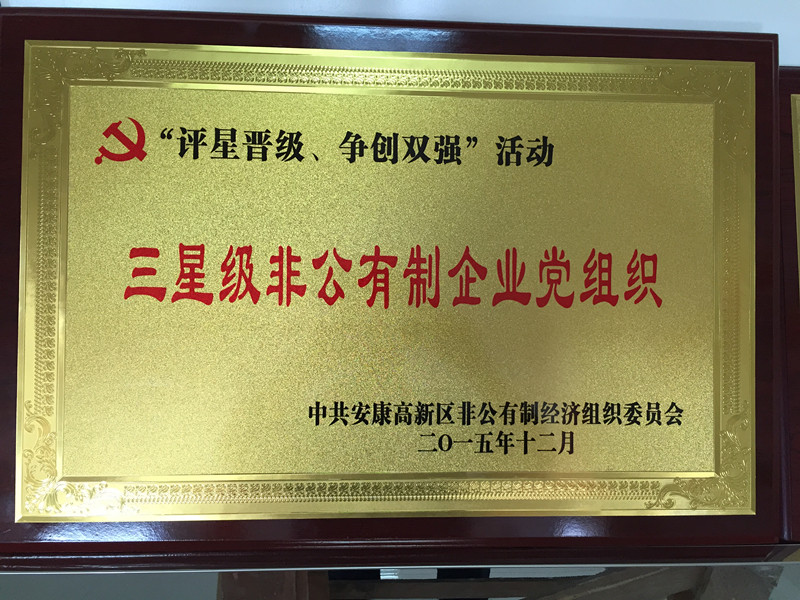 “评星晋级、争创双强”活动
三星级非公有制企业党组织
中共安康高新区非公有制经济组织委员会
二O一五年十二月